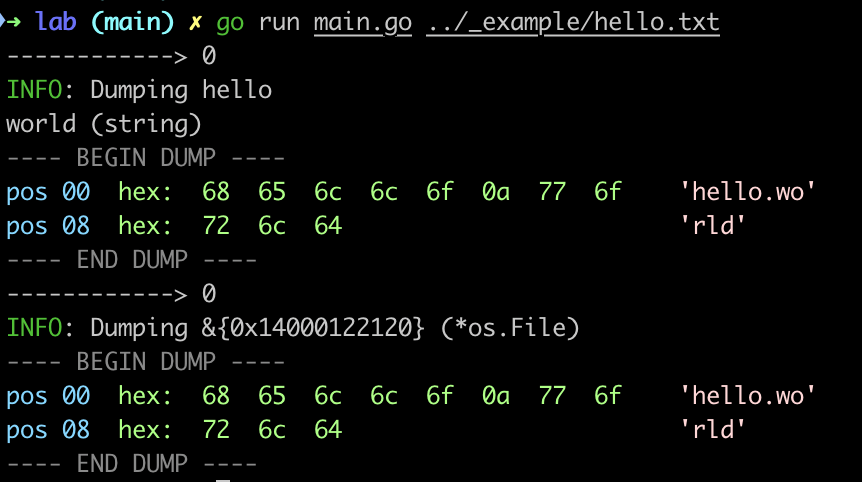 ➜ lab (main) ✗ go run main.go ../_example/hello.txt
------------> 0
INFO: Dumping hello
world (string)
---- BEGIN DUMP ----
pos 00  hex:  68  65  6c  6c  6f  0a  77  6f    'hello.wo'
pos 08  hex:  72  6c  64                        'rld'
---- END DUMP ----
------------> 0
INFO: Dumping &{0x14000122120} (*os.File)
---- BEGIN DUMP ----
pos 00  hex:  68  65  6c  6c  6f  0a  77  6f    'hello.wo'
pos 08  hex:  72  6c  64                        'rld'
---- END DUMP ----